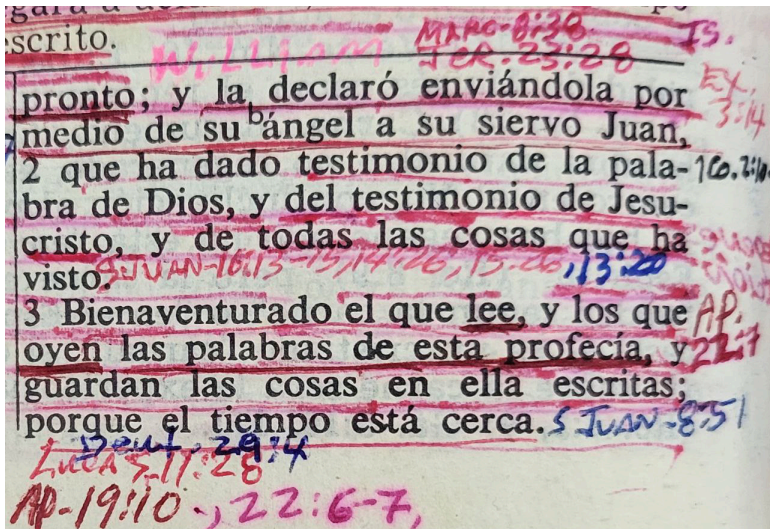 escrito. MARC-8:38 IS.
WILLIAM JER. 23:28
pronto; y la declaró enviándola por EX.
medio de su ᵇángel a su siervo Juan, 3:14
2 que ha dado testimonio de la pala-
bra de Dios, y del testimonio de Jesu-
cristo, y de todas las cosas que ha
visto. S. JUAN-16:13-15, 14:26, 15:26, 13:20
3 Bienaventurado el que lee, y los que AP.
oyen las palabras de esta profecía, y 22:7
guardan las cosas en ella escritas;
porque el tiempo está cerca. S JUAN-8:51
Deut. 29:4
LUCAS-11:28
AP-19:10., 22:6-7,